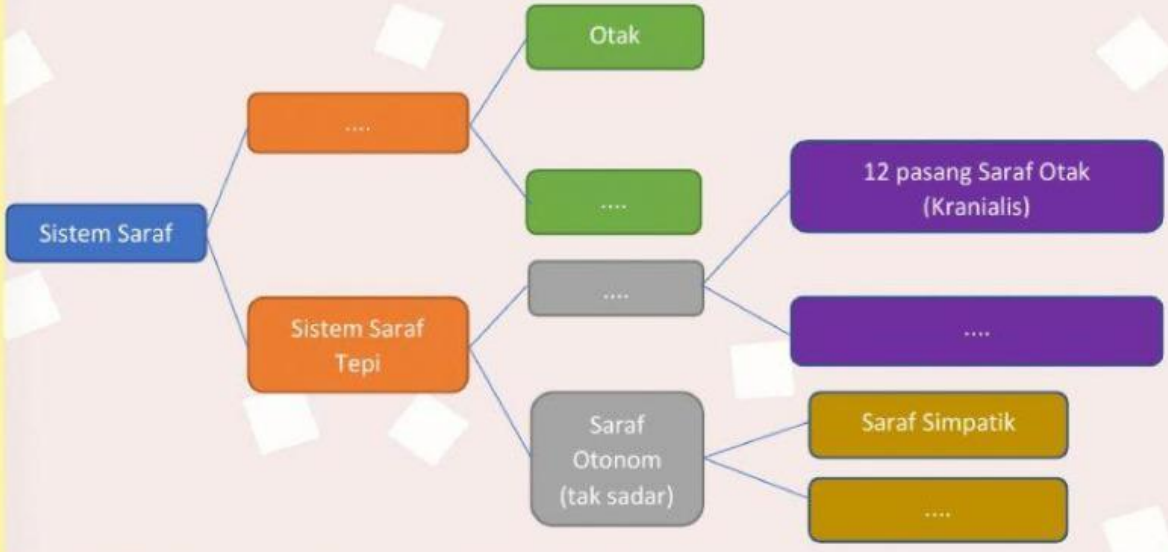 Otak
....
....
12 pasang Saraf Otak
(Kranialis)
Sistem Saraf
....
....
Sistem Saraf
Tepi
Saraf
Otonom
(tak sadar)
Saraf Simpatik
....